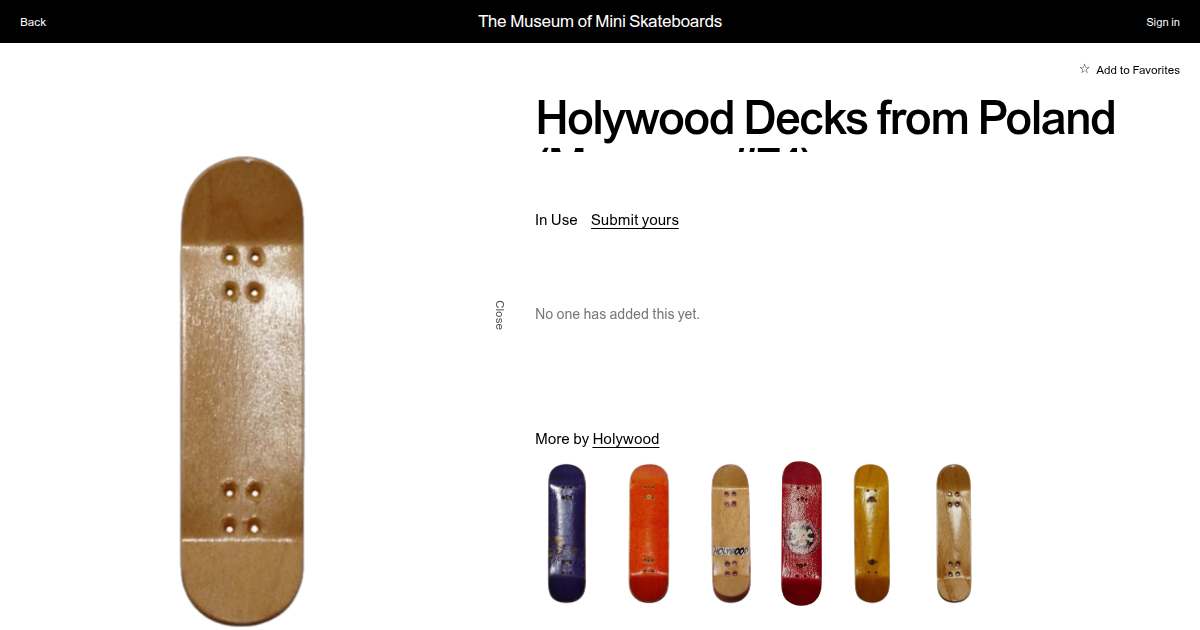 Back
The Museum of Mini Skateboards
Sign in
☆ Add to Favorites
Holywood Decks from Poland
In Use Submit yours
Close
No one has added this yet.
More by Holywood
HOLYWOOD